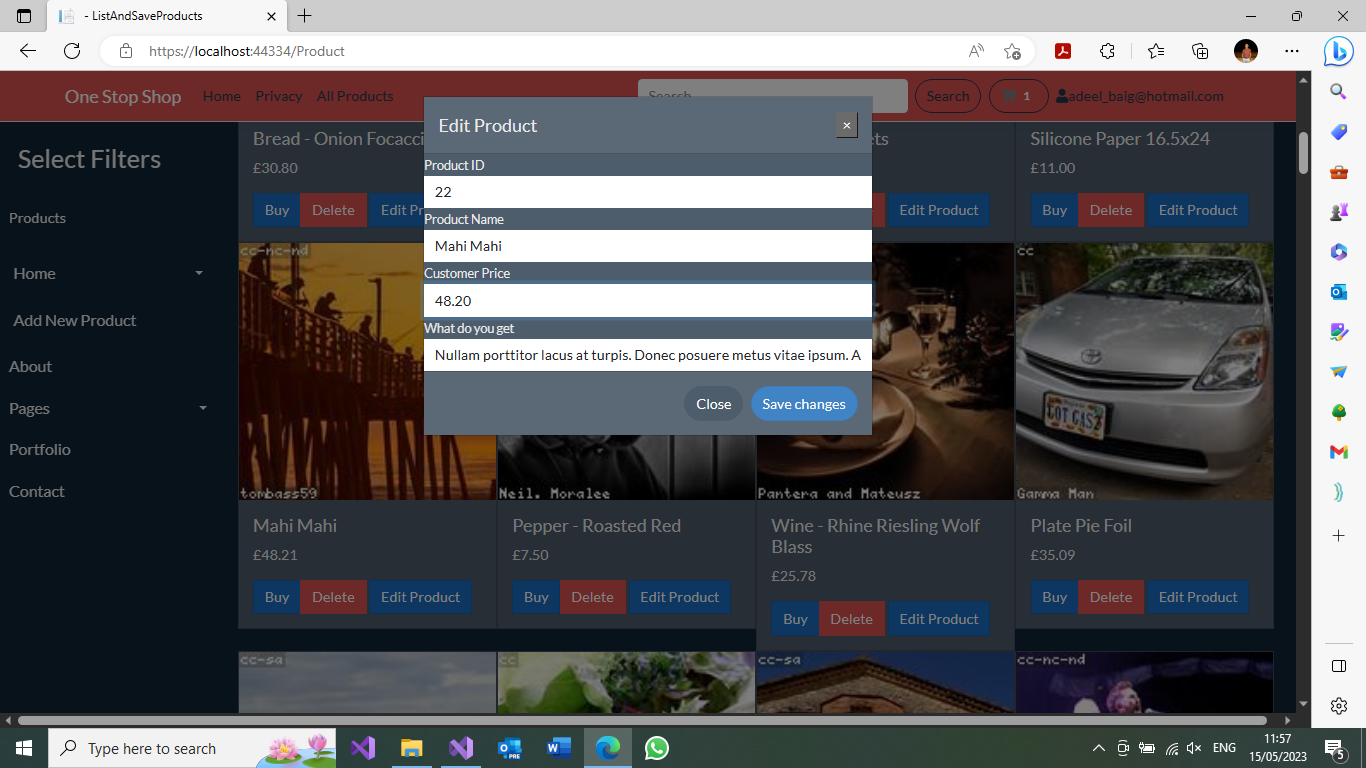 - ListAndSaveProducts
https://localhost:44334/Product
One Stop Shop
Home
Privacy
All Products
Search
Search
1
adeel_baig@hotmail.com
Select Filters
Products
Home
Add New Product
About
Pages
Portfolio
Contact
Bread - Onion Focacci
£30.80
Buy
Delete
Edit P
ets
Edit Product
Silicone Paper 16.5x24
£11.00
Buy
Delete
Edit Product
Edit Product
×
Product ID
22
Product Name
Mahi Mahi
Customer Price
48.20
What do you get
Nullam porttitor lacus at turpis. Donec posuere metus vitae ipsum. A
Close
Save changes
cc-nc-nd
tombass59
Mahi Mahi
£48.21
Buy
Delete
Edit Product
Neil. Moralee
Pepper - Roasted Red
£7.50
Buy
Delete
Edit Product
Pantera and Mateusz
Wine - Rhine Riesling Wolf
Blass
£25.78
Buy
Delete
Edit Product
cc
GOT GAS?
Gamma Man
Plate Pie Foil
£35.09
Buy
Delete
Edit Product
cc-sa
cc
cc-sa
cc-nc-nd
Type here to search
PRE
W
ENG
11:57
15/05/2023
5